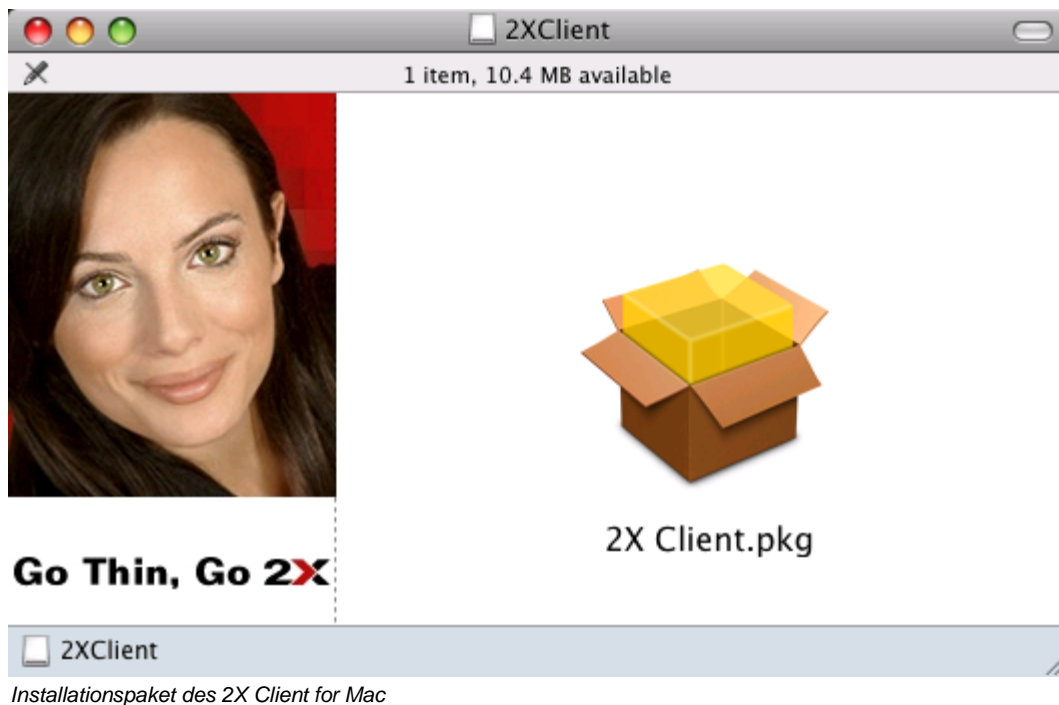 2XClient
1 item, 10.4 MB available
2X Client.pkg
Go Thin, Go 2X
2XClient
Installationspaket des 2X Client for Mac